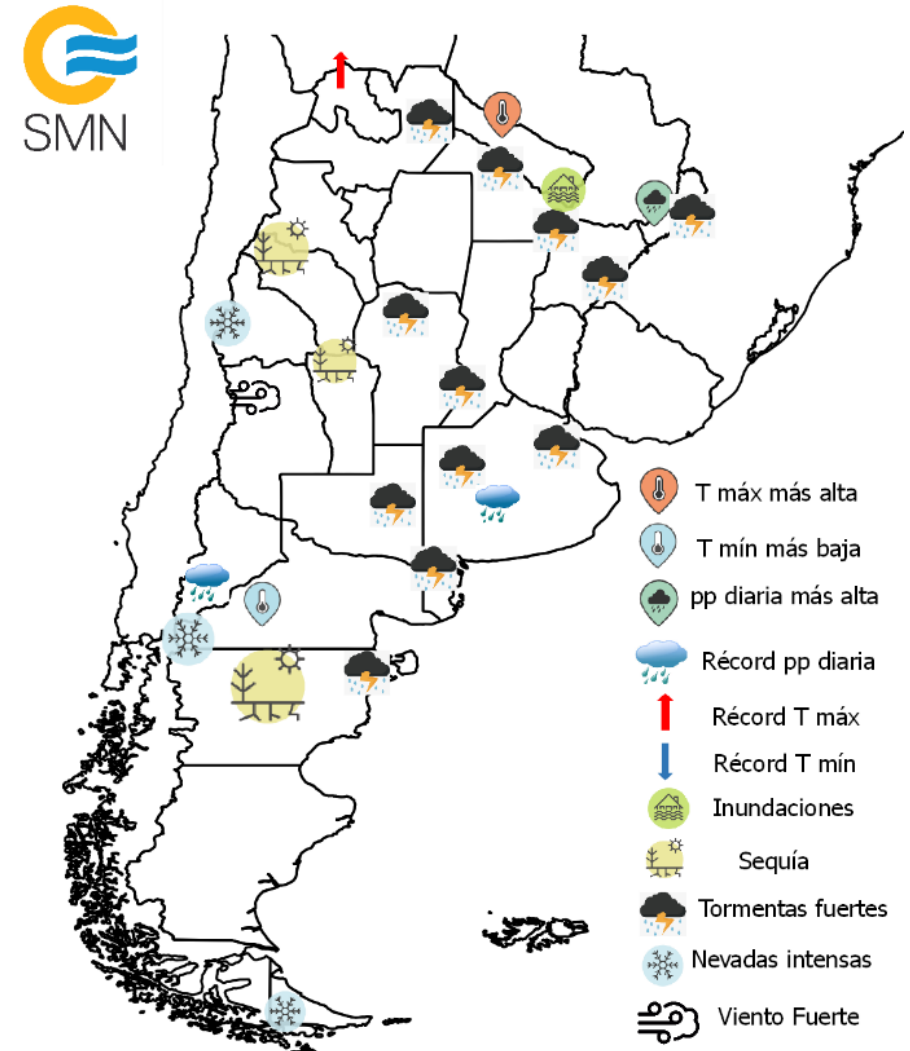 SMN
T máx más alta
T mín más baja
pp diaria más alta
Récord pp diaria
Récord T máx
Récord T mín
Inundaciones
Sequía
Tormentas fuertes
Nevadas intensas
Viento Fuerte